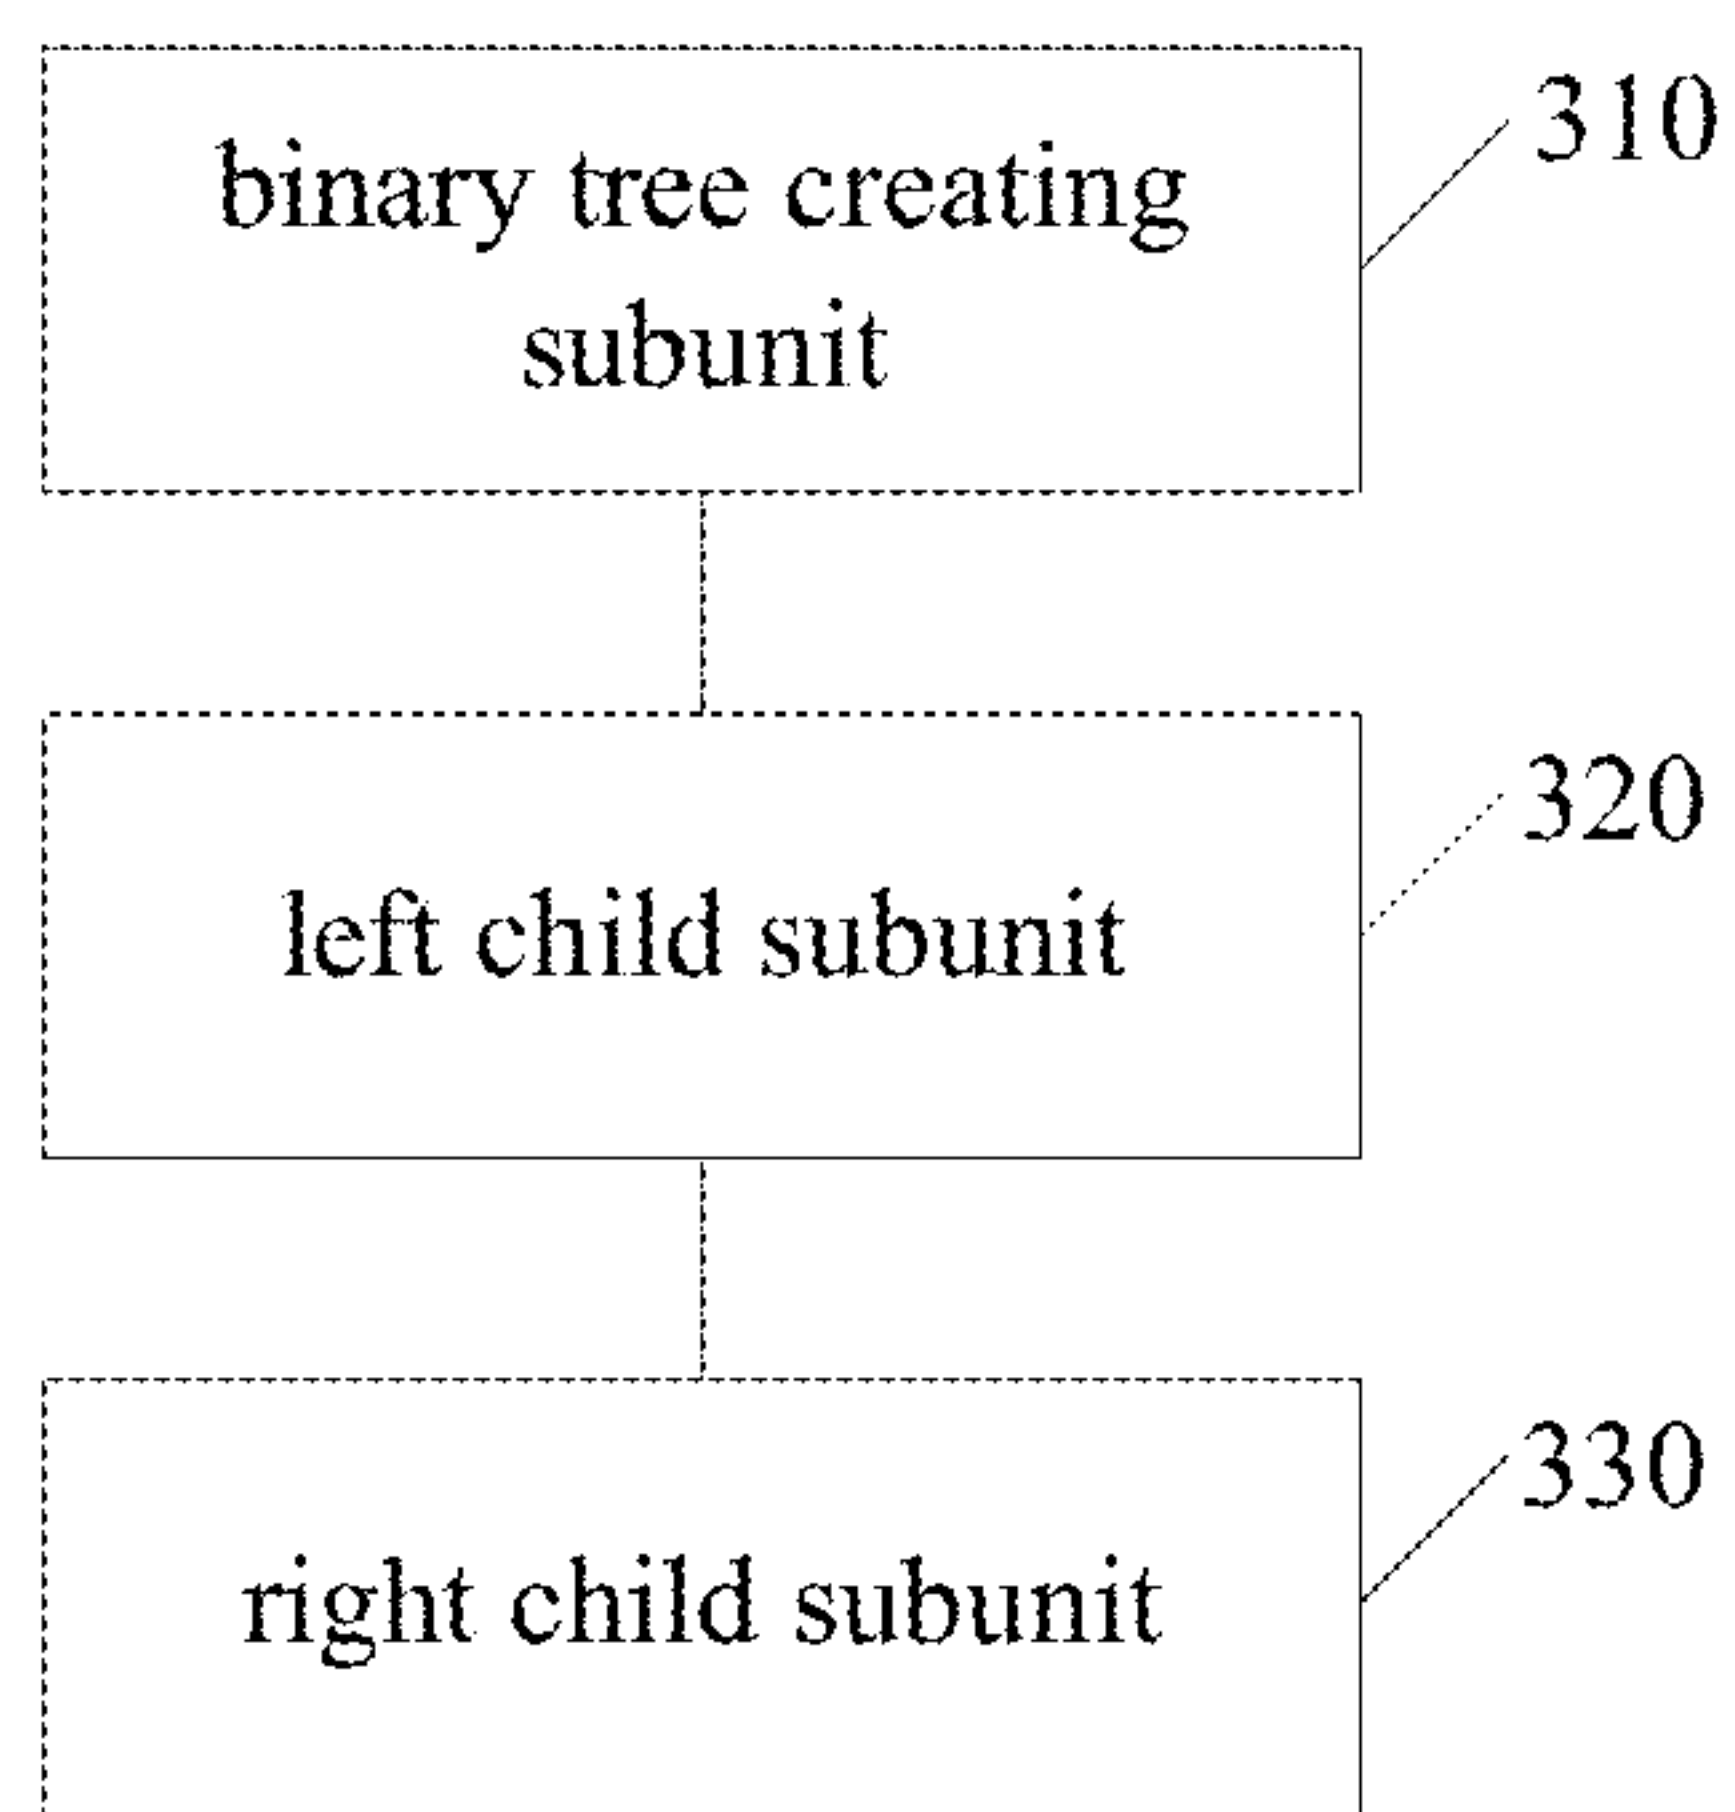 binary tree creating
subunit
310
left child subunit
320
right child subunit
330